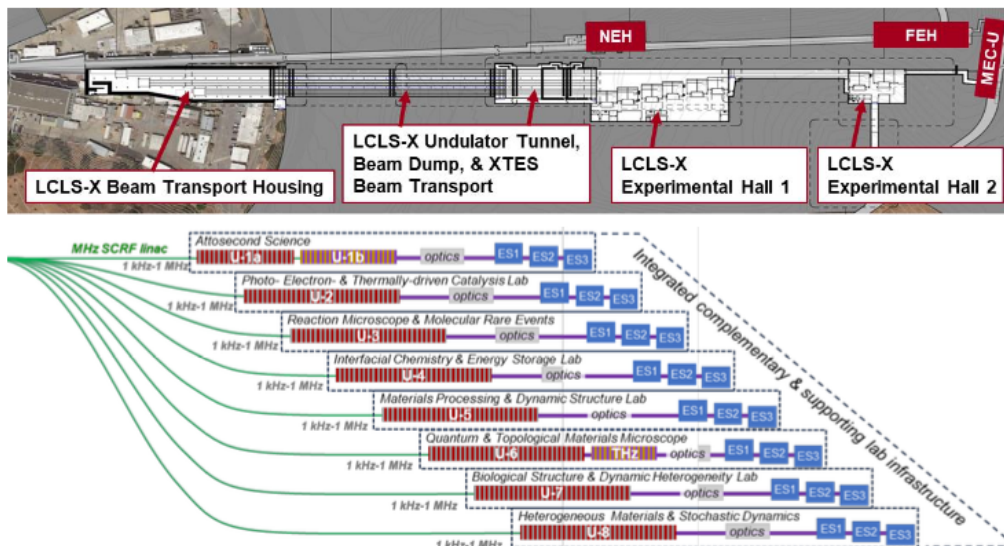 NEH
FEH
MEC-U
LCLS-X Beam Transport Housing
LCLS-X Undulator Tunnel,
Beam Dump, & XTES
Beam Transport
LCLS-X
Experimental Hall 1
LCLS-X
Experimental Hall 2
MHz SCRF linac
Attosecond Science
1 kHz-1 MHz
U-1a
U-1b
optics
ES1
ES2
ES3
Photo- Electron- & Thermally-driven Catalysis Lab
1 kHz-1 MHz
U-2
optics
ES1
ES2
ES3
Reaction Microscope & Molecular Rare Events
1 kHz-1 MHz
U-3
optics
ES1
ES2
ES3
Interfacial Chemistry & Energy Storage Lab
1 kHz-1 MHz
U-4
optics
ES1
ES2
ES3
Materials Processing & Dynamic Structure Lab
1 kHz-1 MHz
U-5
optics
ES1
ES2
ES3
Quantum & Topological Materials Microscope
1 kHz-1 MHz
U-6
THz
optics
ES1
ES2
ES3
Biological Structure & Dynamic Heterogeneity Lab
1 kHz-1 MHz
U-7
optics
ES1
ES2
ES3
Heterogeneous Materials & Stochastic Dynamics
1 kHz-1 MHz
U-8
optics
ES1
ES2
ES3
Integrated complementary & supporting lab infrastructure